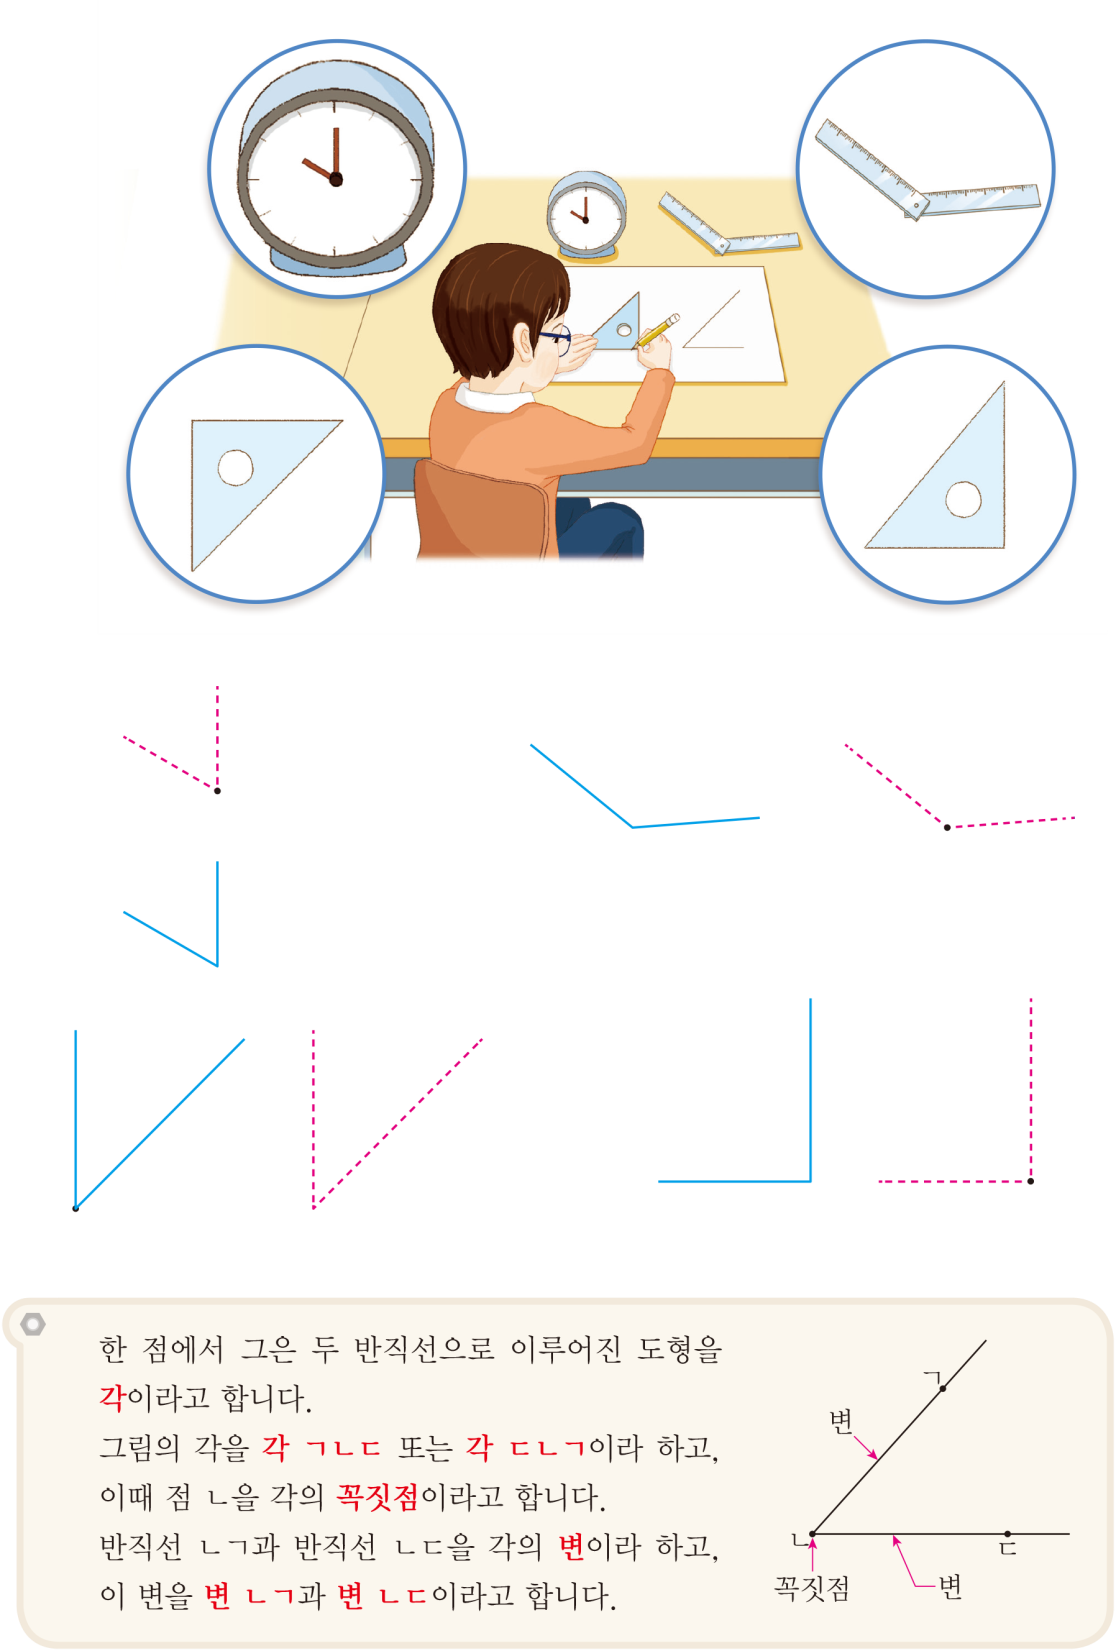 한 점에서 그은 두 반직선으로 이루어진 도형을
각이라고 합니다.
그림의 각을 각 ㄱㄴㄷ 또는 각 ㄷㄴㄱ이라 하고,
이때 점 ㄴ을 각의 꼭짓점이라고 합니다.
반직선 ㄴㄱ과 반직선 ㄴㄷ을 각의 변이라 하고,
이 변을 변 ㄴㄱ과 변 ㄴㄷ이라고 합니다.
ㄱ
변
ㄴ
ㄷ
꼭짓점
변